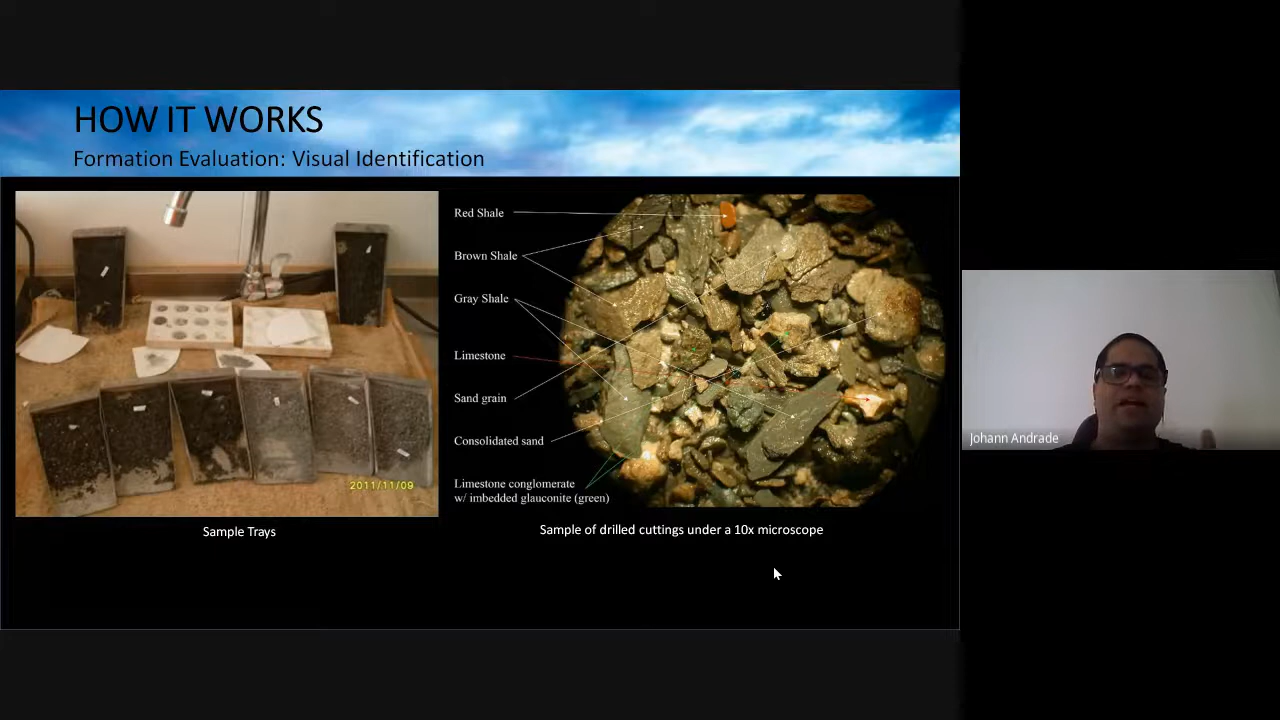 HOW IT WORKS
Formation Evaluation: Visual Identification
Red Shale
Brown Shale
Gray Shale
Limestone
Sand grain
Consolidated sand
Limestone conglomerate
w/ imbedded glauconite (green)
2011/11/09
Sample Trays
Sample of drilled cuttings under a 10x microscope
Johann Andrade